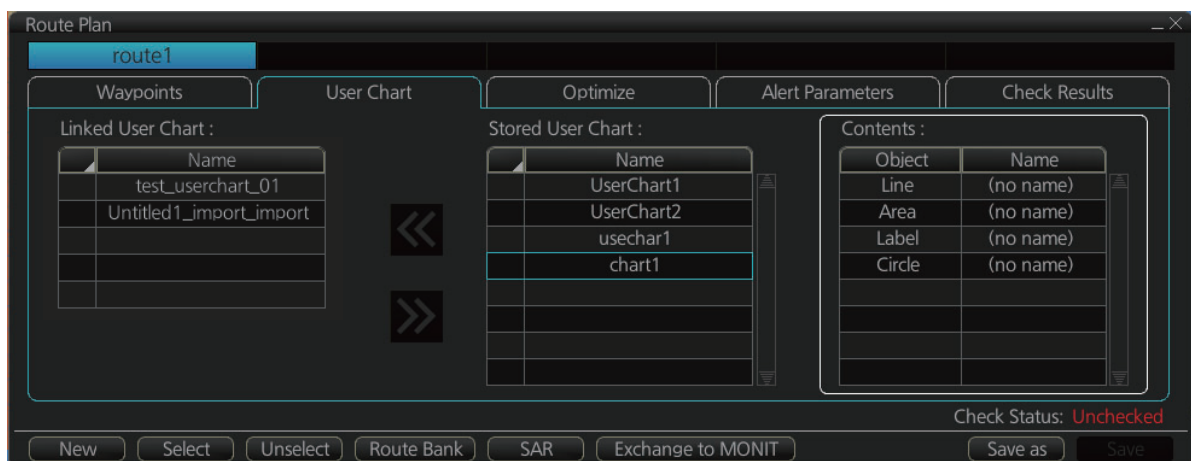 Route Plan
route1
Waypoints User Chart Optimize Alert Parameters Check Results
Linked User Chart : Stored User Chart : Contents :
Name Name Object Name
test_userchart_01 UserChart1 Line (no name)
Untitled1_import_import UserChart2 Area (no name)
usechar1 Label (no name)
chart1 Circle (no name)
Check Status: Unchecked
New Select Unselect Route Bank SAR Exchange to MONIT Save as Save